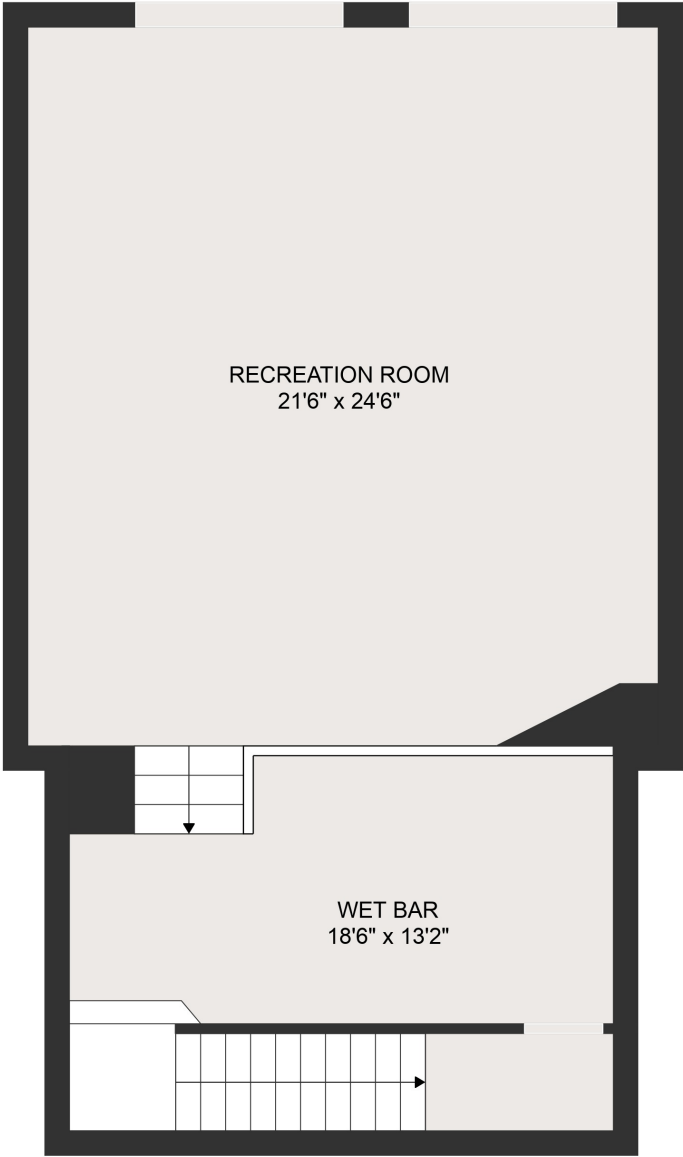 RECREATION ROOM
21'6" x 24'6"
WET BAR
18'6" x 13'2"